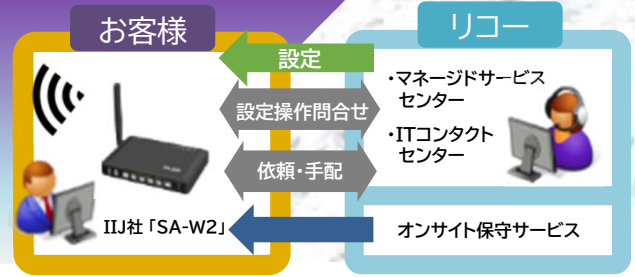 お客様
リコー
設定
・マネージドサービス
センター
設定操作問合せ
・ITコンタクト
センター
依頼・手配
IIJ社「SA-W2」
オンサイト保守サービス